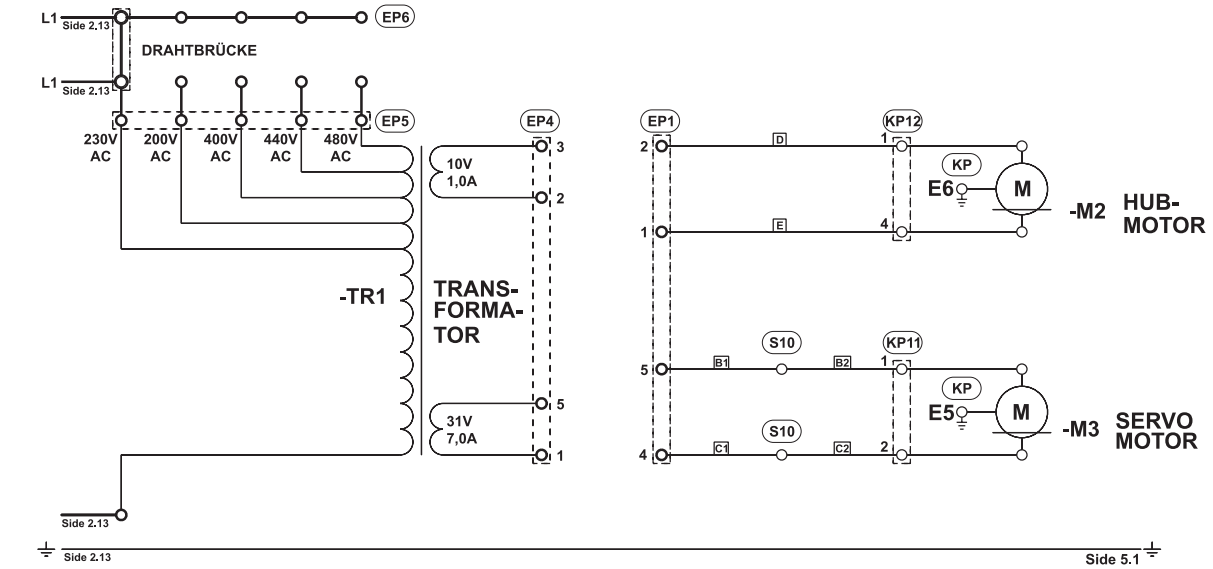 L1 Side 2.13 EP6
DRAHTBRÜCKE
L1 Side 2.13
EP5 EP4 EP1 KP12
230V 200V 400V 440V 480V
AC AC AC AC AC
3 2 D 1
10V
1,0A
2
KP
E6 M
-M2 HUB-
MOTOR
1 E 4
-TR1 TRANS-
FORMA-
TOR
S10 KP11
5 B1 B2 1
KP
5
31V
7,0A
E5 M
-M3 SERVO
MOTOR
S10
1 4 C1 C2 2
Side 2.13
Side 2.13 Side 5.1